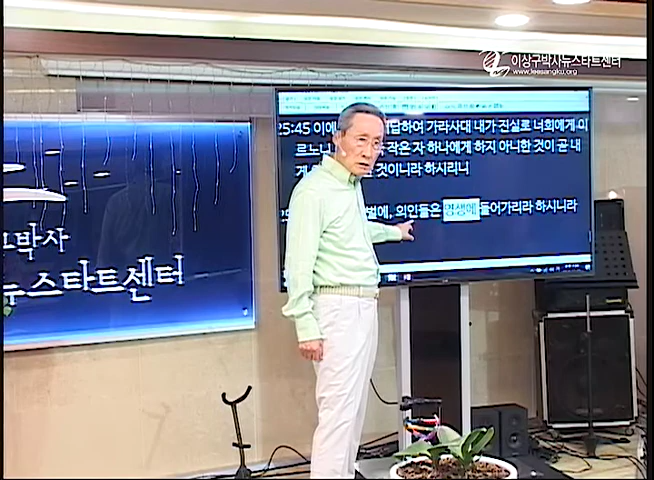 이상구박사뉴스타트센터
www.leesangku.org
25:45 이에 답하여 가라사대 내가 진실로 너희에게 이
르노니 작은 자 하나에게 하지 아니한 것이 곧 내
게 것이니라 하시리니
벌에, 의인들은 영생에 들어가리라 하시니라
구박사
뉴스타트센터